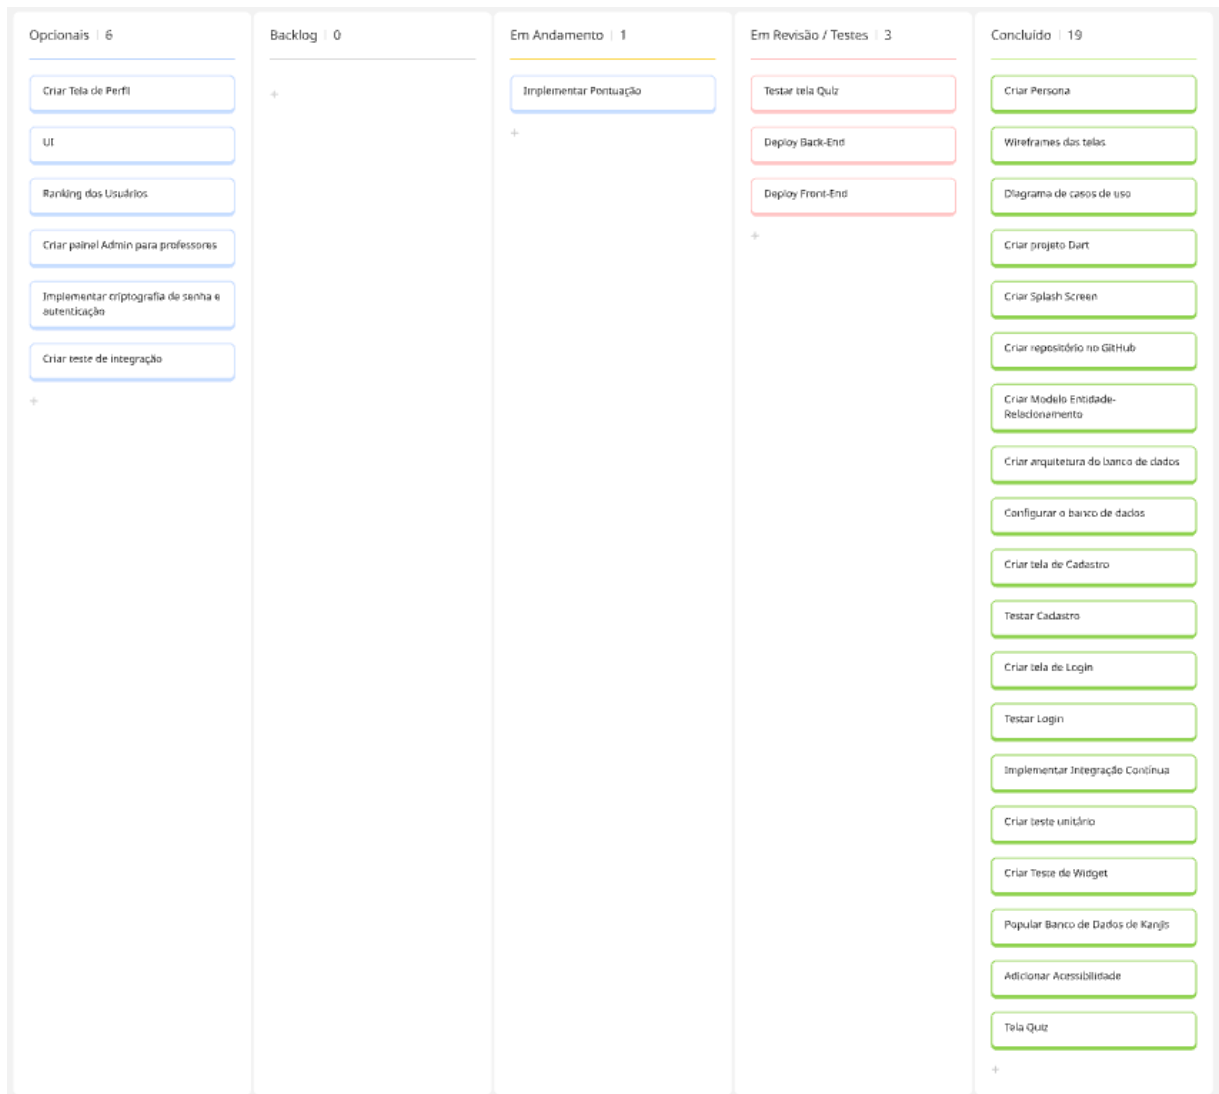 Opcionais | 6
Criar Tela de Perfil
UI
Ranking dos Usuários
Criar painel Admin para professores
Implementar criptografia de senha e
autenticação
Criar teste de integração
+
Backlog | 0
+
Em Andamento | 1
Implementar Pontuação
+
Em Revisão / Testes | 3
Testar tela Quiz
Deploy Back-End
Deploy Front-End
+
Concluído | 19
Criar Persona
Wireframes das telas
Diagrama de casos de uso
Criar projeto Dart
Criar Splash Screen
Criar repositório no GitHub
Criar Modelo Entidade-
Relacionamento
Criar arquitetura do banco de dados
Configurar o banco de dados
Criar tela de Cadastro
Testar Cadastro
Criar tela de Login
Testar Login
Implementar Integração Contínua
Criar teste unitário
Criar Teste de Widget
Popular Banco de Dados de Kanjis
Adicionar Acessibilidade
Tela Quiz
+